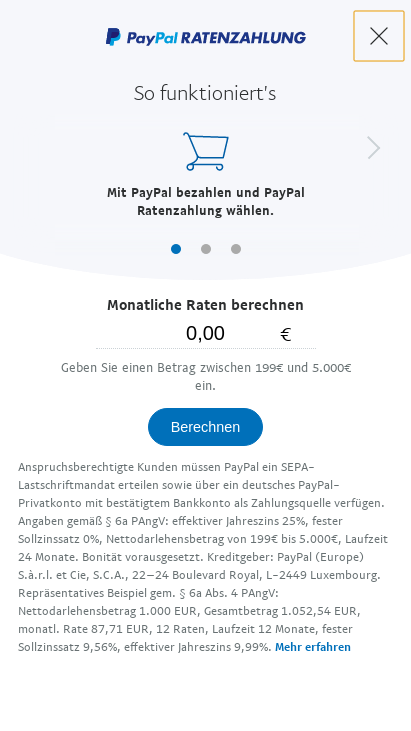 PayPal RATENZAHLUNG
So funktioniert's
Mit PayPal bezahlen und PayPal
Ratenzahlung wählen.
Monatliche Raten berechnen
0,00 €
Geben Sie einen Betrag zwischen 199€ und 5.000€
ein.
Berechnen
Anspruchsberechtigte Kunden müssen PayPal ein SEPA-
Lastschriftmandat erteilen sowie über ein deutsches PayPal-
Privatkonto mit bestätigtem Bankkonto als Zahlungsquelle verfügen.
Angaben gemäß § 6a PAngV: effektiver Jahreszins 25%, fester
Sollzinssatz 0%, Nettodarlehensbetrag von 199€ bis 5.000€, Laufzeit
24 Monate. Bonität vorausgesetzt. Kreditgeber: PayPal (Europe)
S.à.r.l. et Cie, S.C.A., 22–24 Boulevard Royal, L-2449 Luxembourg.
Repräsentatives Beispiel gem. § 6a Abs. 4 PAngV:
Nettodarlehensbetrag 1.000 EUR, Gesamtbetrag 1.052,54 EUR,
monatl. Rate 87,71 EUR, 12 Raten, Laufzeit 12 Monate, fester
Sollzinssatz 9,56%, effektiver Jahreszins 9,99%. Mehr erfahren